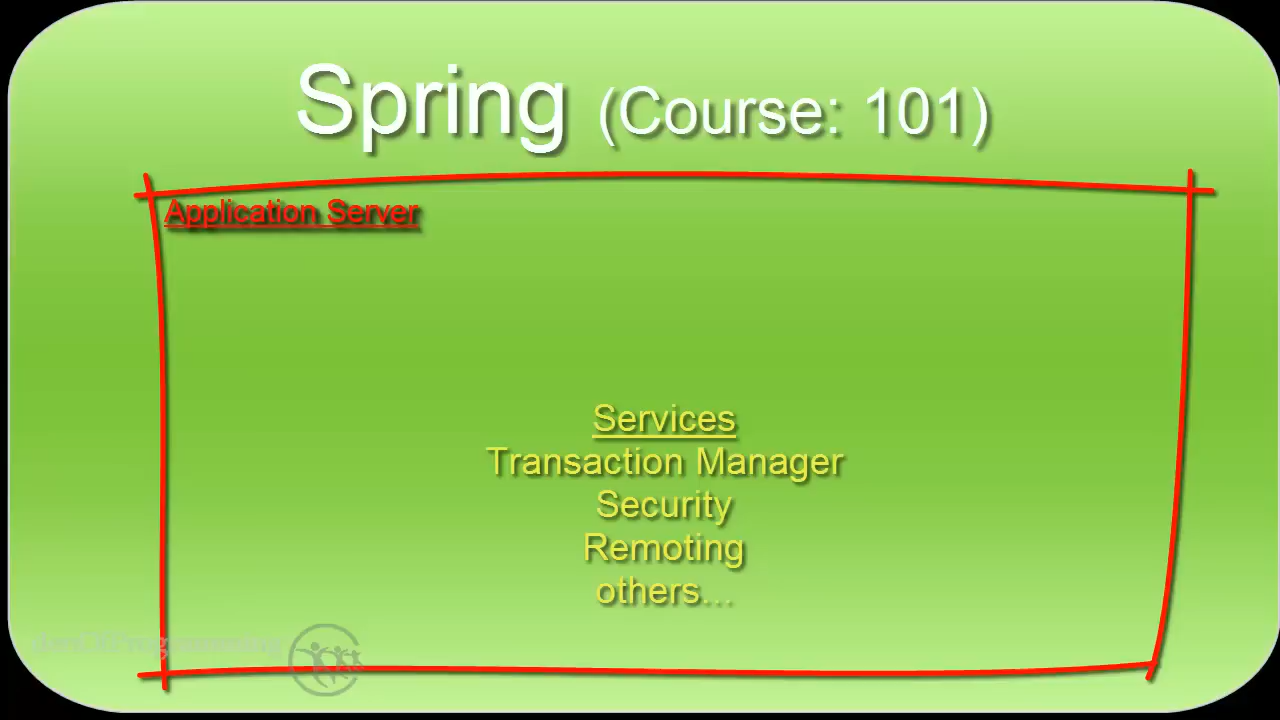 Spring (Course: 101)
Application Server
Services
Transaction Manager
Security
Remoting
others...